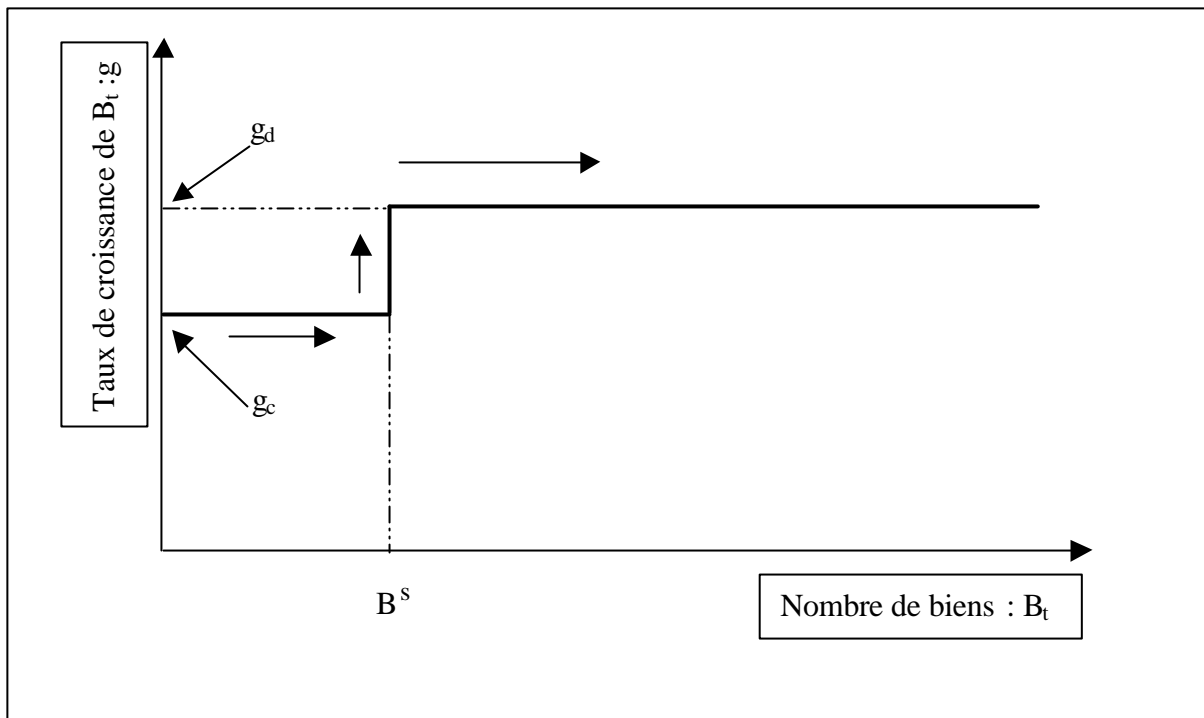 Taux de croissance de Bt :g
gd
gc
B^S
Nombre de biens : Bt